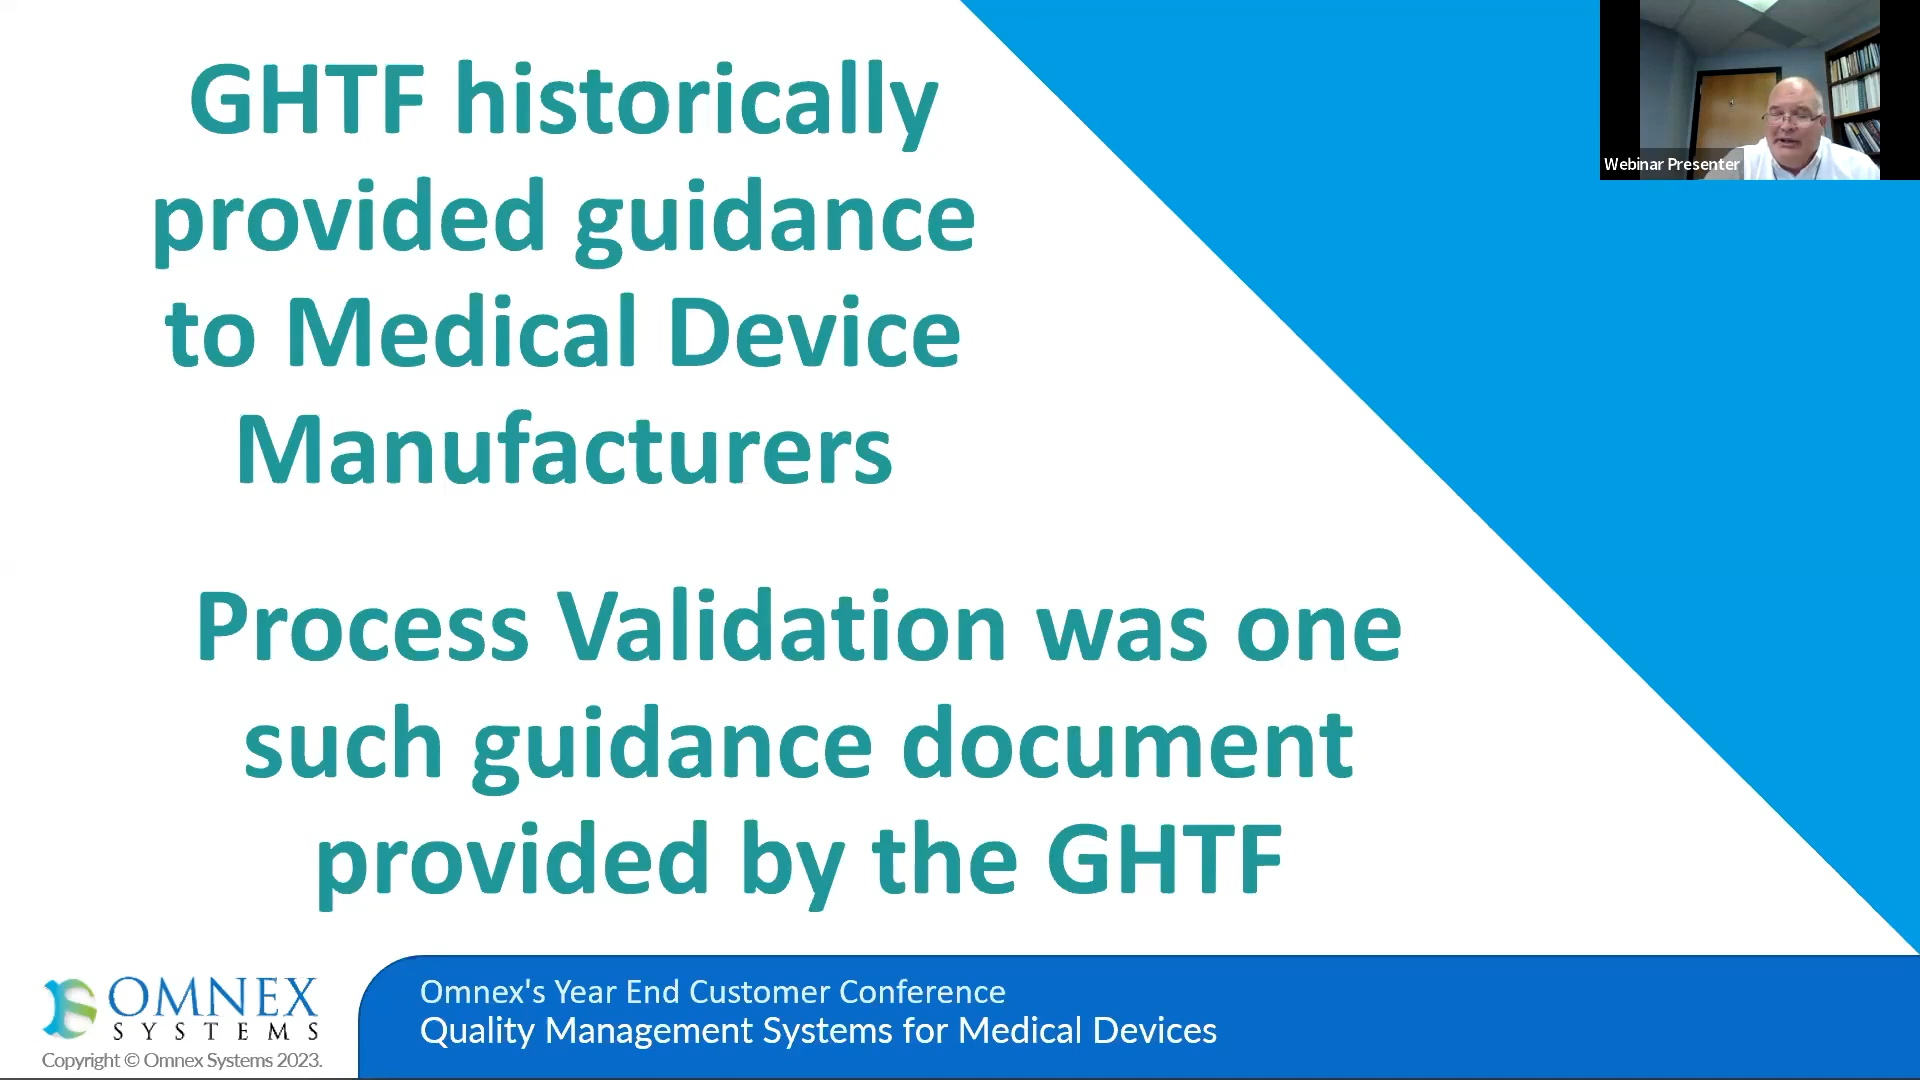 GHTF historically
provided guidance
to Medical Device
Manufacturers
Process Validation was one
such guidance document
provided by the GHTF
Webinar Presenter
OMNEX
SYSTEMS
Copyright © Omnex Systems 2023.
Omnex's Year End Customer Conference
Quality Management Systems for Medical Devices